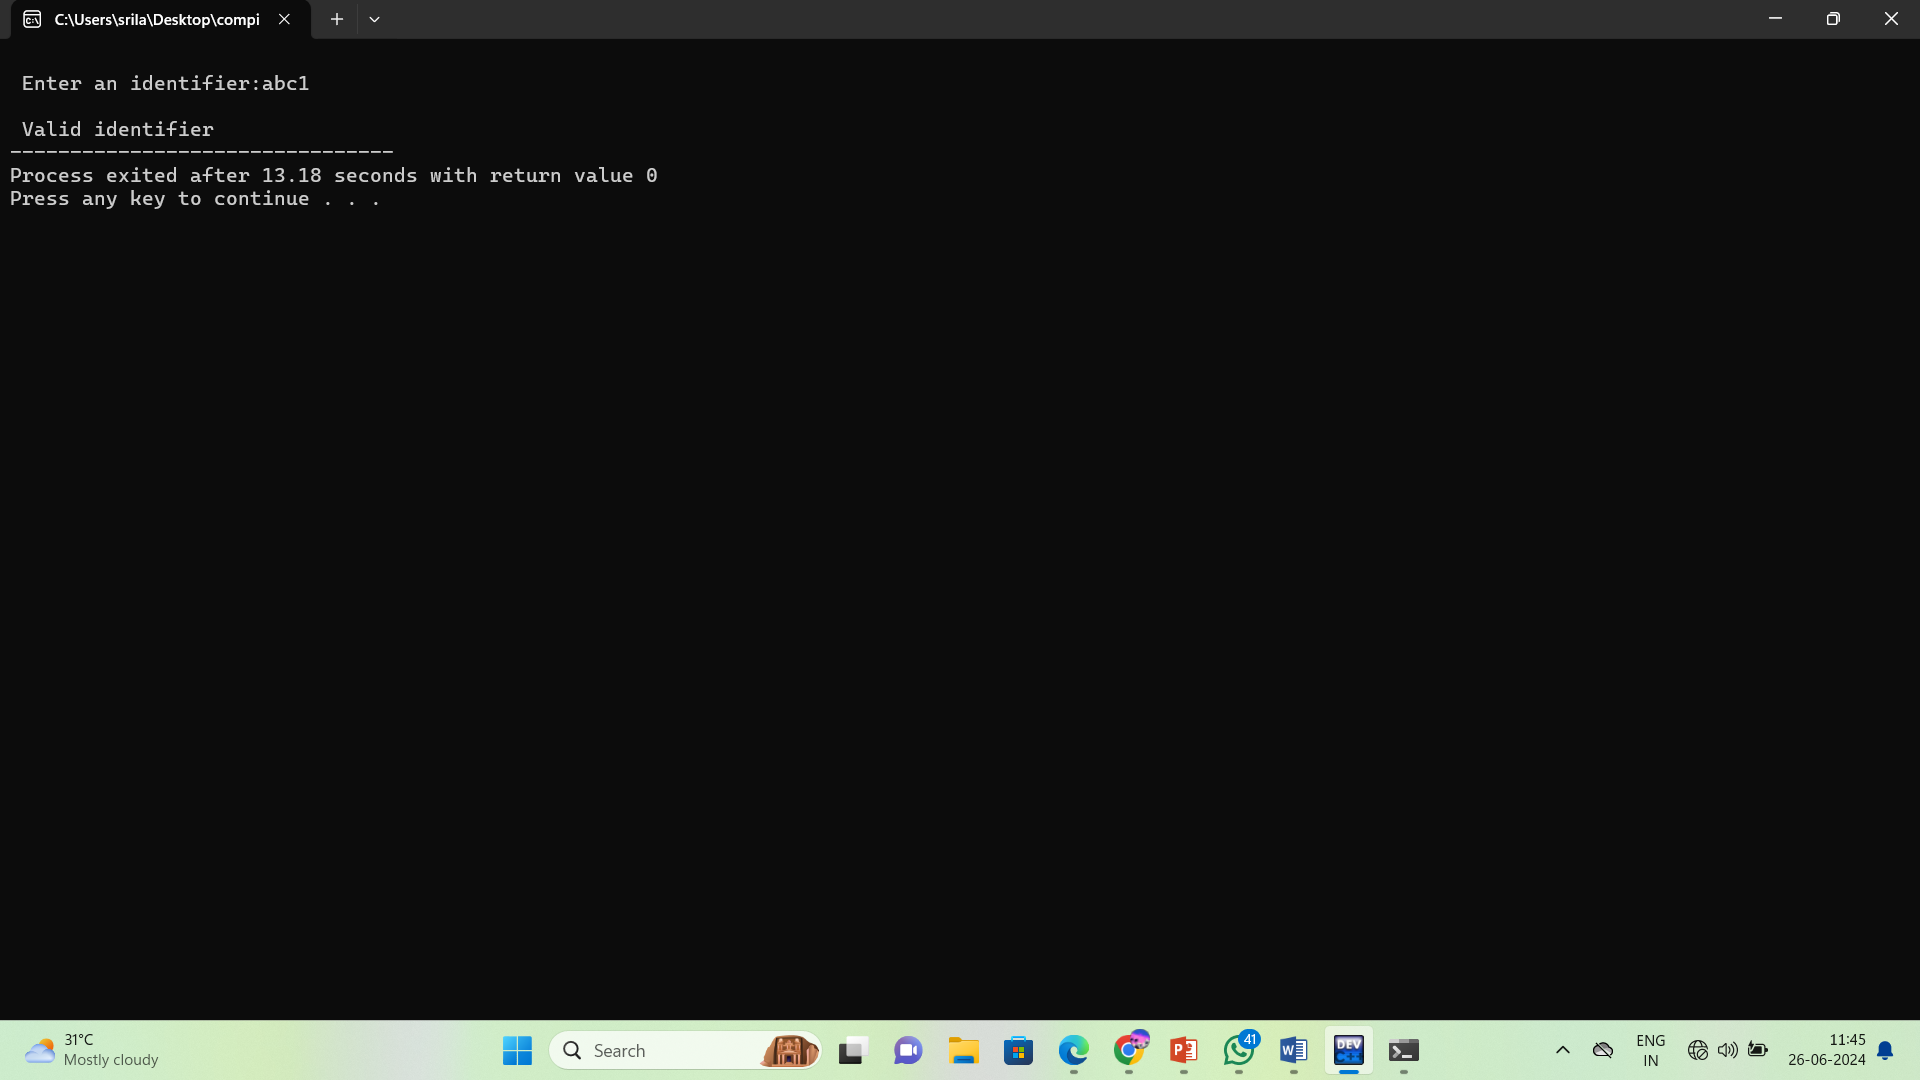 C:\Users\srila\Desktop\compi
Enter an identifier:abc1
Valid identifier
--------------------------------
Process exited after 13.18 seconds with return value 0
Press any key to continue . . .
31°C
Mostly cloudy
Search
41
DEV
C++
ENG
IN
11:45
26-06-2024